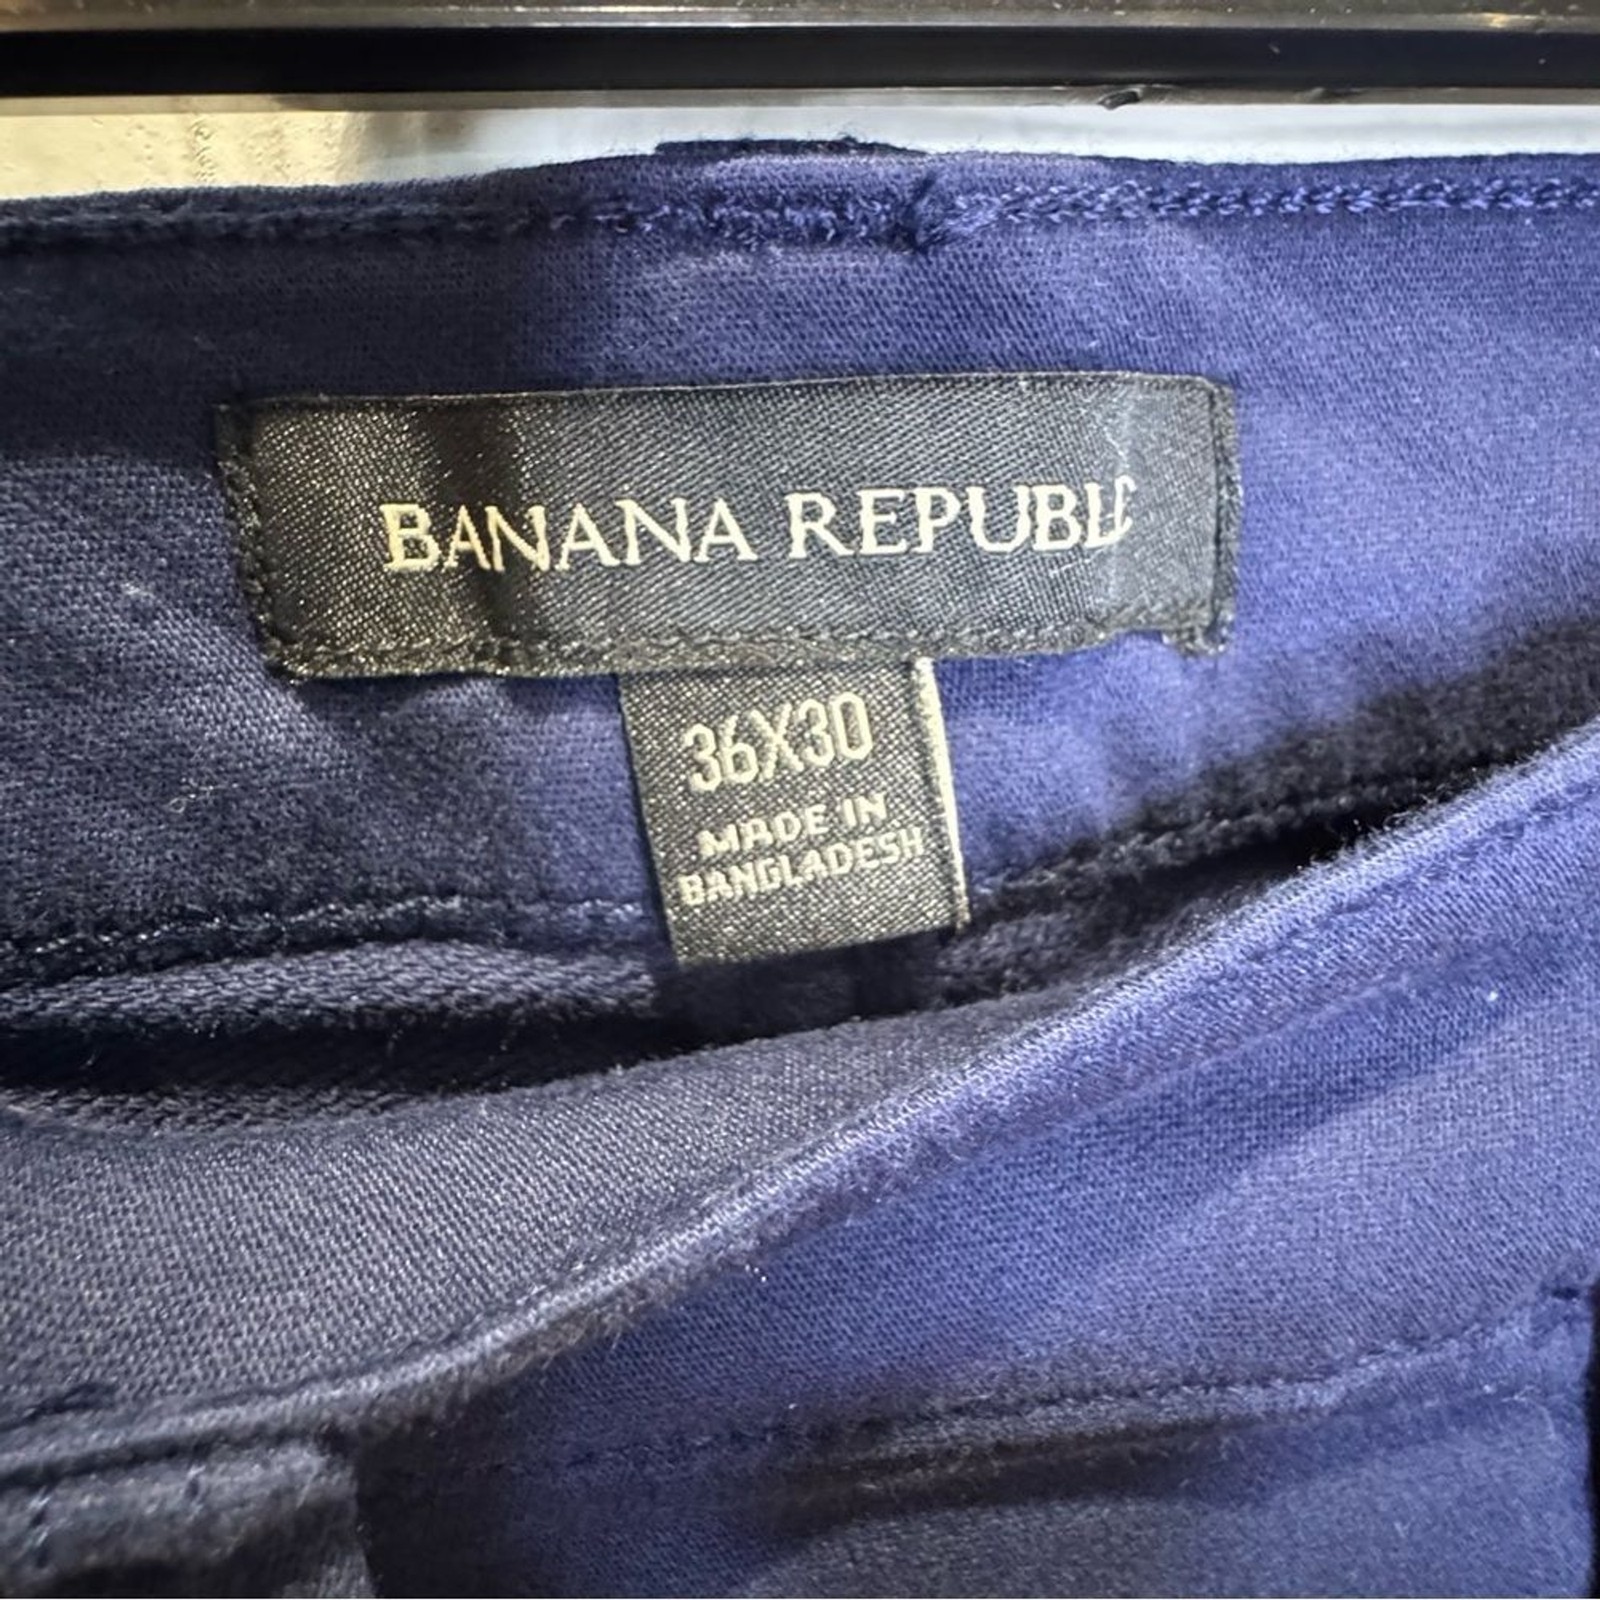 BANANA REPUBLIC
36X30
MADE IN
BANGLADESH